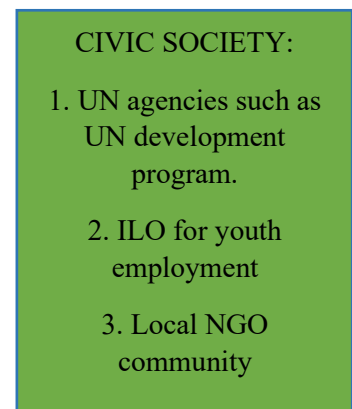 CIVIC SOCIETY:
1. UN agencies such as
UN development
program.
2. ILO for youth
employment
3. Local NGO
community